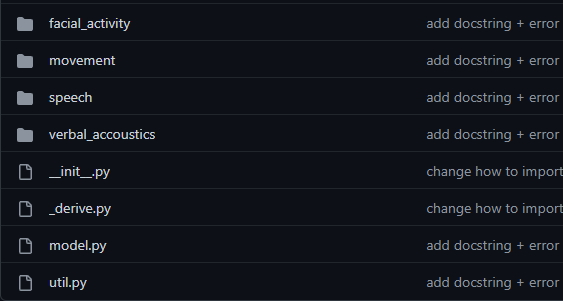 facial_activity add docstring + error
movement add docstring + error
speech add docstring + error
verbal_accoustics add docstring + error
__init__.py change how to import
_derive.py change how to import
model.py add docstring + error
util.py add docstring + error